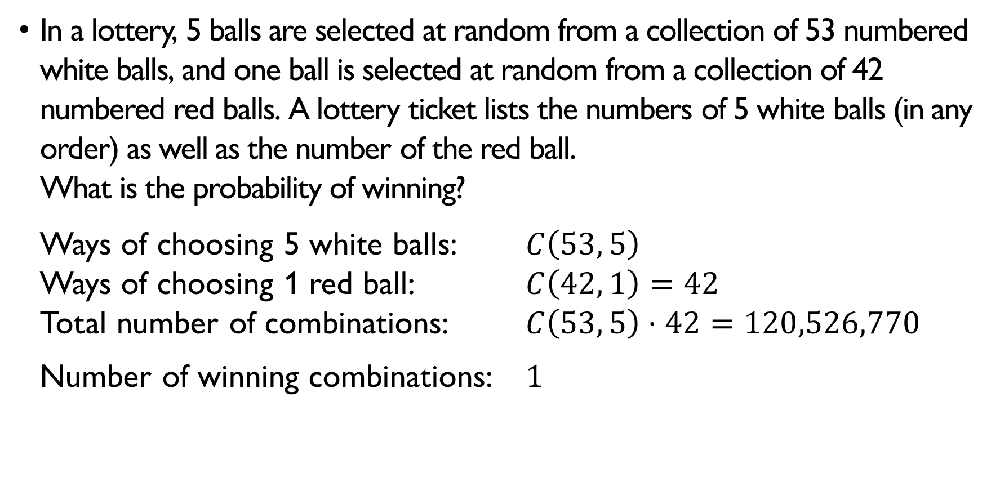 • In a lottery, 5 balls are selected at random from a collection of 53 numbered
white balls, and one ball is selected at random from a collection of 42
numbered red balls. A lottery ticket lists the numbers of 5 white balls (in any
order) as well as the number of the red ball.
What is the probability of winning?
Ways of choosing 5 white balls: C(53, 5)
Ways of choosing 1 red ball: C(42, 1) = 42
Total number of combinations: C(53, 5) · 42 = 120,526,770
Number of winning combinations: 1